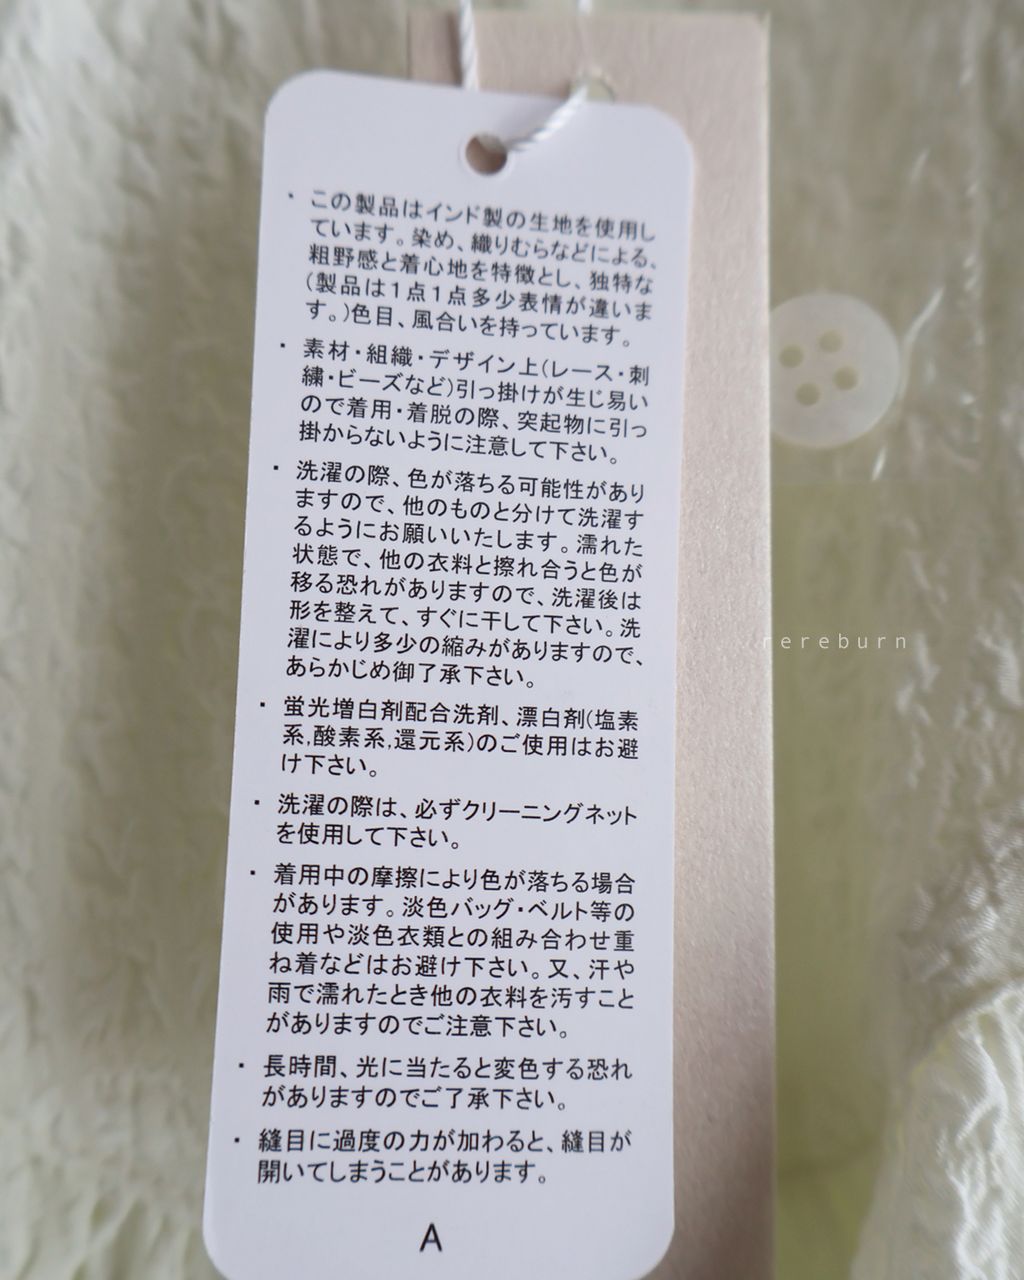 ・この製品はインド製の生地を使用し
ています。染め、織りむらなどによる、
粗野感と着心地を特徴とし、独特な
(製品は1点1点多少表情が違いま
す。)色目、風合いを持っています。
・素材・組織・デザイン上(レース・刺
繍・ビーズなど)引っ掛けが生じ易い
ので着用・着脱の際、突起物に引っ
掛からないように注意して下さい。
・洗濯の際、色が落ちる可能性があり
ますので、他のものと分けて洗濯す
るようにお願いいたします。濡れた
状態で、他の衣料と擦れ合うと色が
移る恐れがありますので、洗濯後は
形を整えて、すぐに干して下さい。洗
濯により多少の縮みがありますので、
あらかじめ御了承下さい。
・蛍光増白剤配合洗剤、漂白剤(塩素
系,酸素系,還元系)のご使用はお避
け下さい。
・洗濯の際は、必ずクリーニングネット
を使用して下さい。
・着用中の摩擦により色が落ちる場合
があります。淡色バッグ・ベルト等の
使用や淡色衣類との組み合わせ重
ね着などはお避け下さい。又、汗や
雨で濡れたとき他の衣料を汚すこと
がありますのでご注意下さい。
・長時間、光に当たると変色する恐れ
がありますのでご了承下さい。
・縫目に過度の力が加わると、縫目が
開いてしまうことがあります。
A
rereburn